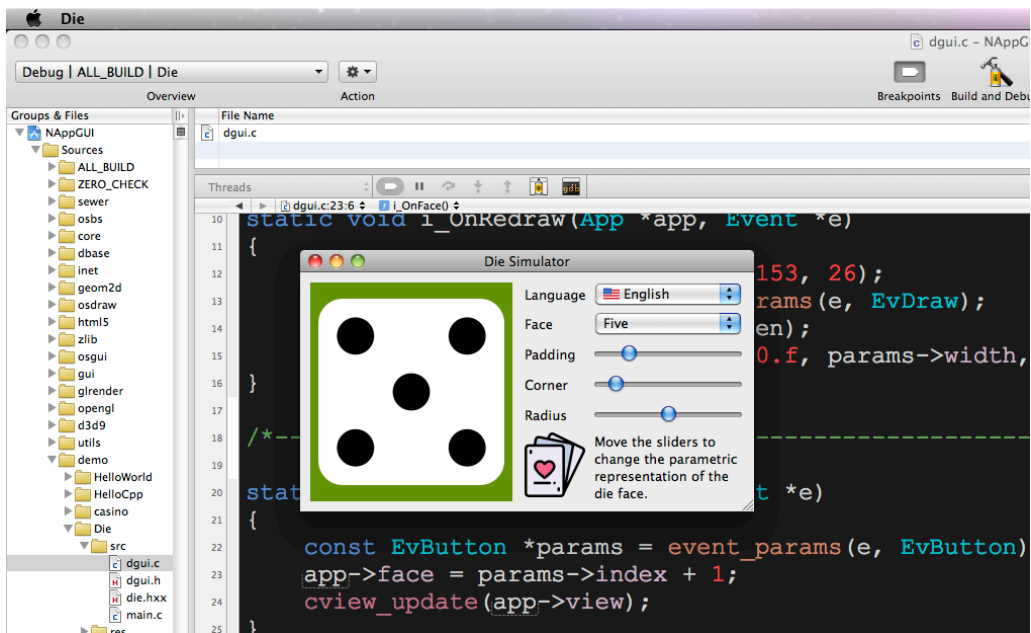 Die
dgui.c – NAppGU
Debug | ALL_BUILD | Die
Overview
Action
Breakpoints
Build and Debu
Groups & Files
File Name
NAppGUI
dgui.c
Sources
ALL_BUILD
ZERO_CHECK
sewer
osbs
core
dbase
inet
geom2d
osdraw
html5
zlib
osgui
gui
glrender
opengl
d3d9
utils
demo
HelloWorld
HelloCpp
casino
Die
src
dgui.c
dgui.h
die.hxx
main.c
res
Threads
gdb
dgui.c:23:6
i_OnFace()
10 static void i_OnRedraw(App *app, Event *e)
11 {
12 153, 26);
13 rams(e, EvDraw);
14 en);
15 0.f, params->width,
16 }
17
18 /*--
19
20 stat t *e)
21 {
22 const EvButton *params = event_params(e, EvButton)
23 app->face = params->index + 1;
24 cview_update(app->view);
25 }
Die Simulator
Language English
Face Five
Padding
Corner
Radius
Move the sliders to
change the parametric
representation of the
die face.